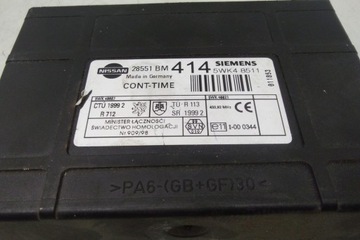 NISSAN 28551 BM 414 SIEMENS
Made in Germany 5WK4 8511
CONT-TIME
CTU 1999 2 TU R 113 433,92 MHz
R 712 SR 1999 2
MINISTER ŁĄCZNOŚCI
ŚWIADECTWO HOMOLOGACJI
Nr 909/98
e11 1-00 0344
>PA6-(GB+GF)30<